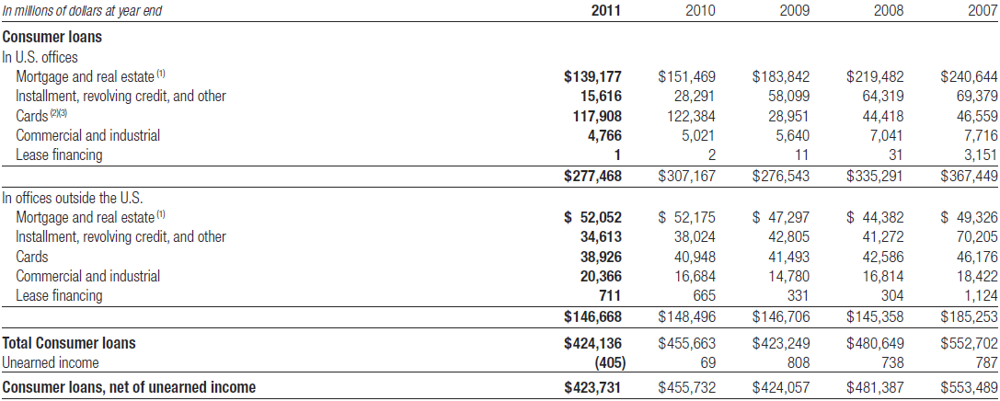 In millions of dollars at year end 2011 2010 2009 2008 2007
Consumer loans
In U.S. offices
Mortgage and real estate (1) $139,177 $151,469 $183,842 $219,482 $240,644
Installment, revolving credit, and other 15,616 28,291 58,099 64,319 69,379
Cards (2)(3) 117,908 122,384 28,951 44,418 46,559
Commercial and industrial 4,766 5,021 5,640 7,041 7,716
Lease financing 1 2 11 31 3,151
$277,468 $307,167 $276,543 $335,291 $367,449
In offices outside the U.S.
Mortgage and real estate (1) $ 52,052 $ 52,175 $ 47,297 $ 44,382 $ 49,326
Installment, revolving credit, and other 34,613 38,024 42,805 41,272 70,205
Cards 38,926 40,948 41,493 42,586 46,176
Commercial and industrial 20,366 16,684 14,780 16,814 18,422
Lease financing 711 665 331 304 1,124
$146,668 $148,496 $146,706 $145,358 $185,253
Total Consumer loans $424,136 $455,663 $423,249 $480,649 $552,702
Unearned income (405) 69 808 738 787
Consumer loans, net of unearned income $423,731 $455,732 $424,057 $481,387 $553,489